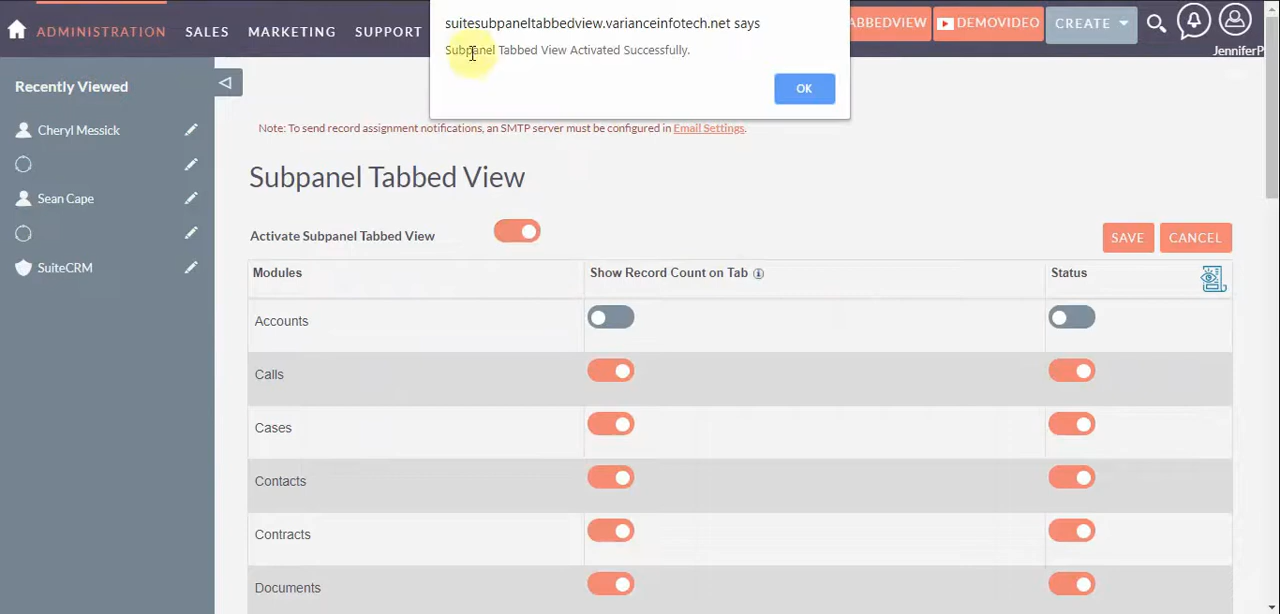 suitesubpaneltabbedview.varianceinfotech.net says
Subpanel Tabbed View Activated Successfully.
OK
ADMINISTRATION SALES MARKETING SUPPORT ABBEDVIEW DEMOVIDEO CREATE
JenniferP
Recently Viewed
Cheryl Messick
Sean Cape
SuiteCRM
Note: To send record assignment notifications, an SMTP server must be configured in Email Settings.
Subpanel Tabbed View
Activate Subpanel Tabbed View
SAVE CANCEL
Modules Show Record Count on Tab Status
Accounts
Calls
Cases
Contacts
Contracts
Documents